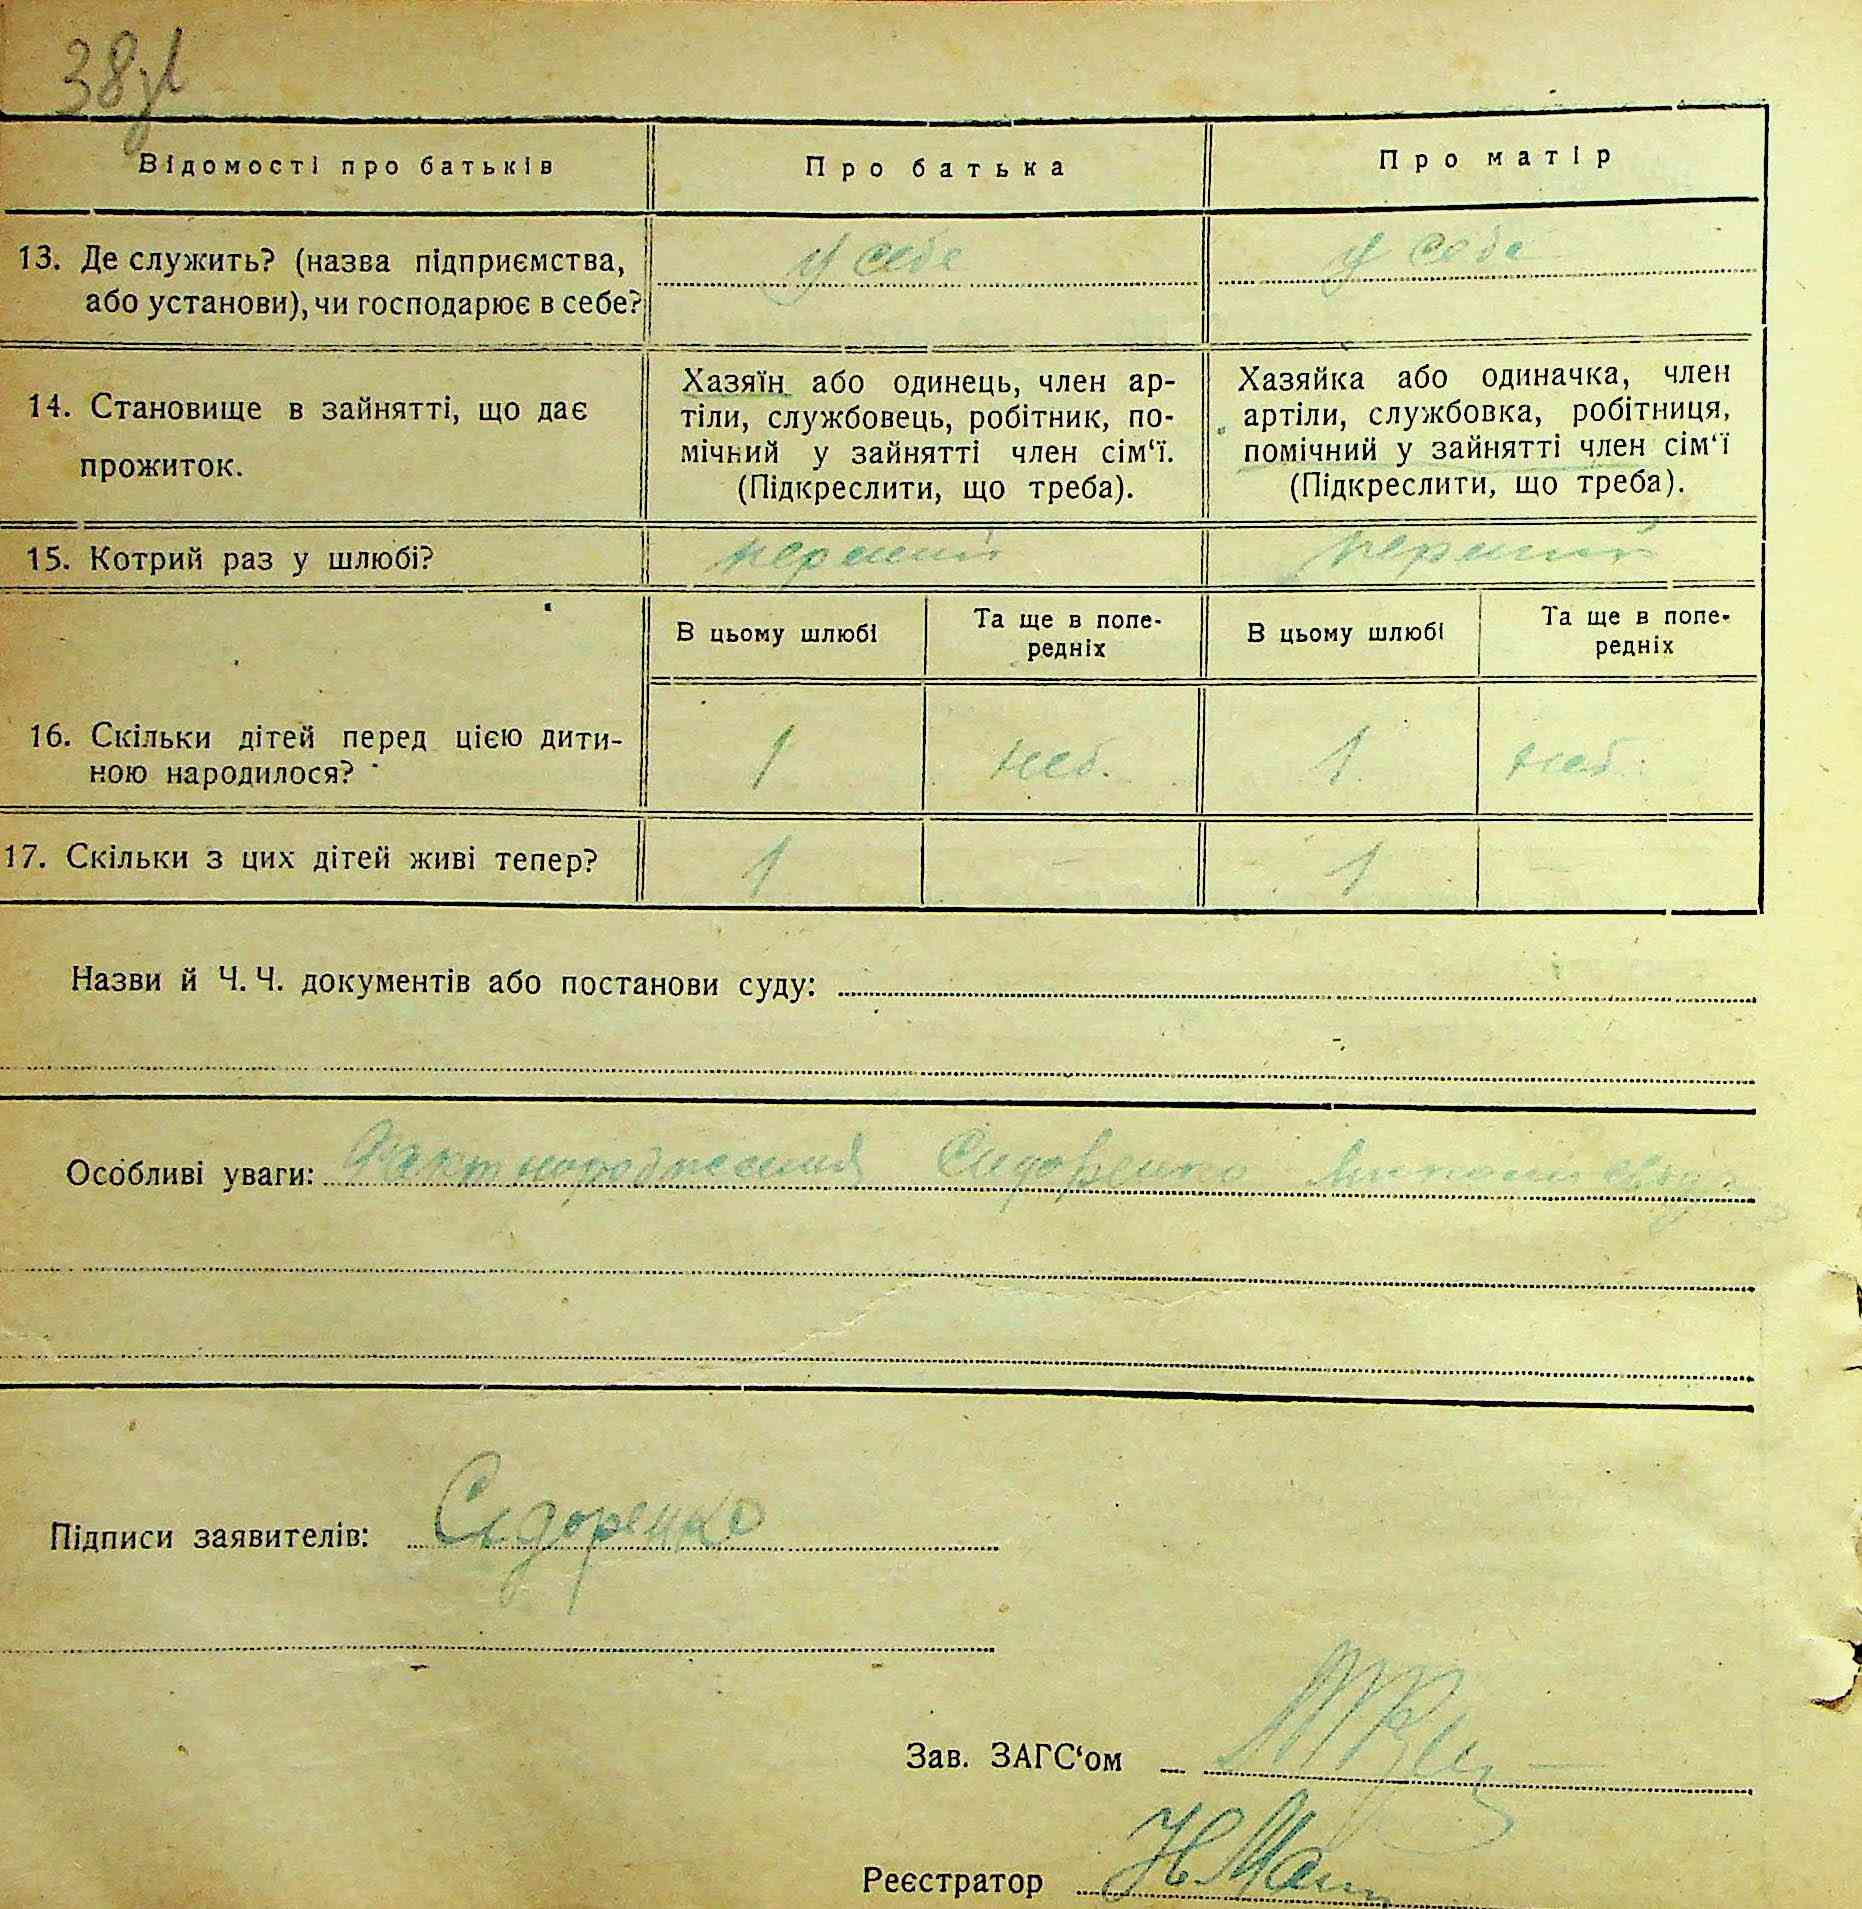 38
Відомості про батьків
Про батька
Про матір
13. Де служить? (назва підприємства,
або установи), чи господарює в себе?
у себе
у себе
14. Становище в зайнятті, що дає
прожиток.
Хазяїн або одинець, член ар-
тіли, службовець, робітник, по-
мічний у зайнятті член сім‘ї.
(Підкреслити, що треба).
Хазяйка або одиначка, член
артіли, службовка, робітниця,
помічний у зайнятті член сім‘ї
(Підкреслити, що треба).
15. Котрий раз у шлюбі?
перший
перший
В цьому шлюбі
Та ще в попе-
редніх
В цьому шлюбі
Та ще в попе-
редніх
16. Скільки дітей перед цією дити-
ною народилося?
1
неб.
1
неб.
17. Скільки з цих дітей живі тепер?
1
—
1
—
Назви й Ч. Ч. документів або постанови суду:
Особливі уваги: Факт народження Сидоренко
Підписи заявителів: Сидоренко
Зав. ЗАГС‘ом
Реєстратор